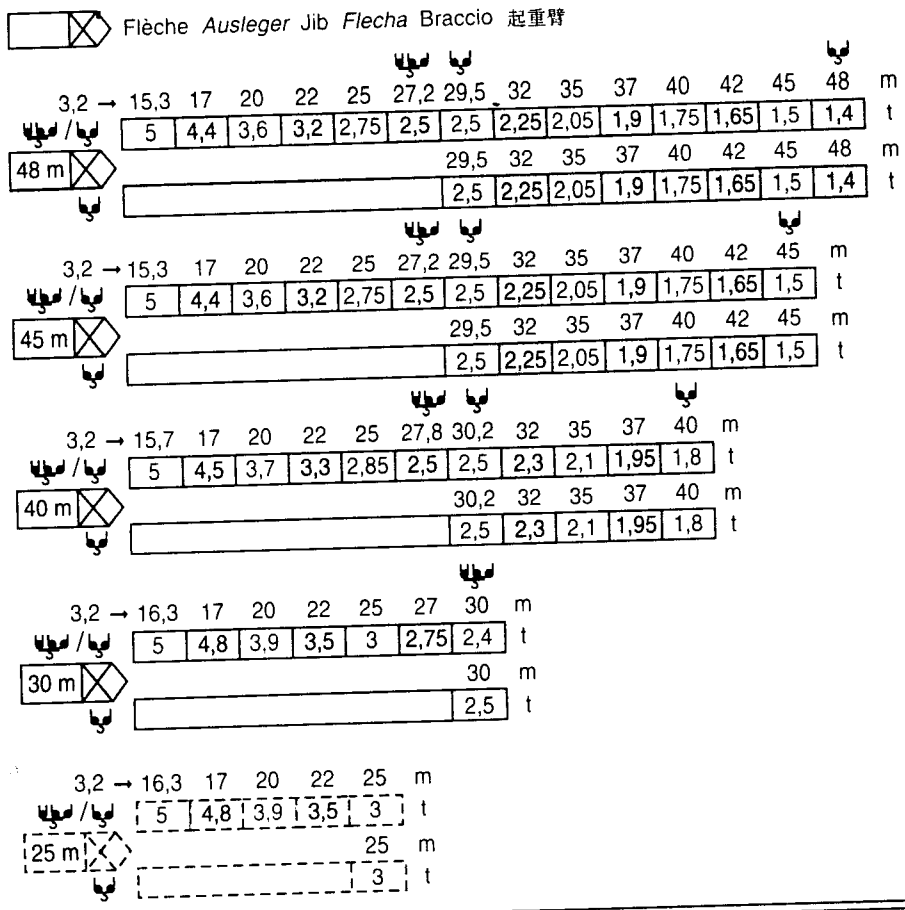 Flèche Ausleger Jib Flecha Braccio 起重臂
3,2 → 15,3 17 20 22 25 27,2 29,5 32 35 37 40 42 45 48 m
5 4,4 3,6 3,2 2,75 2,5 2,5 2,25 2,05 1,9 1,75 1,65 1,5 1,4 t
29,5 32 35 37 40 42 45 48 m
48 m 2,5 2,25 2,05 1,9 1,75 1,65 1,5 1,4 t
3,2 → 15,3 17 20 22 25 27,2 29,5 32 35 37 40 42 45 m
5 4,4 3,6 3,2 2,75 2,5 2,5 2,25 2,05 1,9 1,75 1,65 1,5 t
29,5 32 35 37 40 42 45 m
45 m 2,5 2,25 2,05 1,9 1,75 1,65 1,5 t
3,2 → 15,7 17 20 22 25 27,8 30,2 32 35 37 40 m
5 4,5 3,7 3,3 2,85 2,5 2,5 2,3 2,1 1,95 1,8 t
30,2 32 35 37 40 m
40 m 2,5 2,3 2,1 1,95 1,8 t
3,2 → 16,3 17 20 22 25 27 30 m
5 4,8 3,9 3,5 3 2,75 2,4 t
30 m
30 m 2,5 t
3,2 → 16,3 17 20 22 25 m
5 4,8 3,9 3,5 3 t
25 m
25 m 3 t